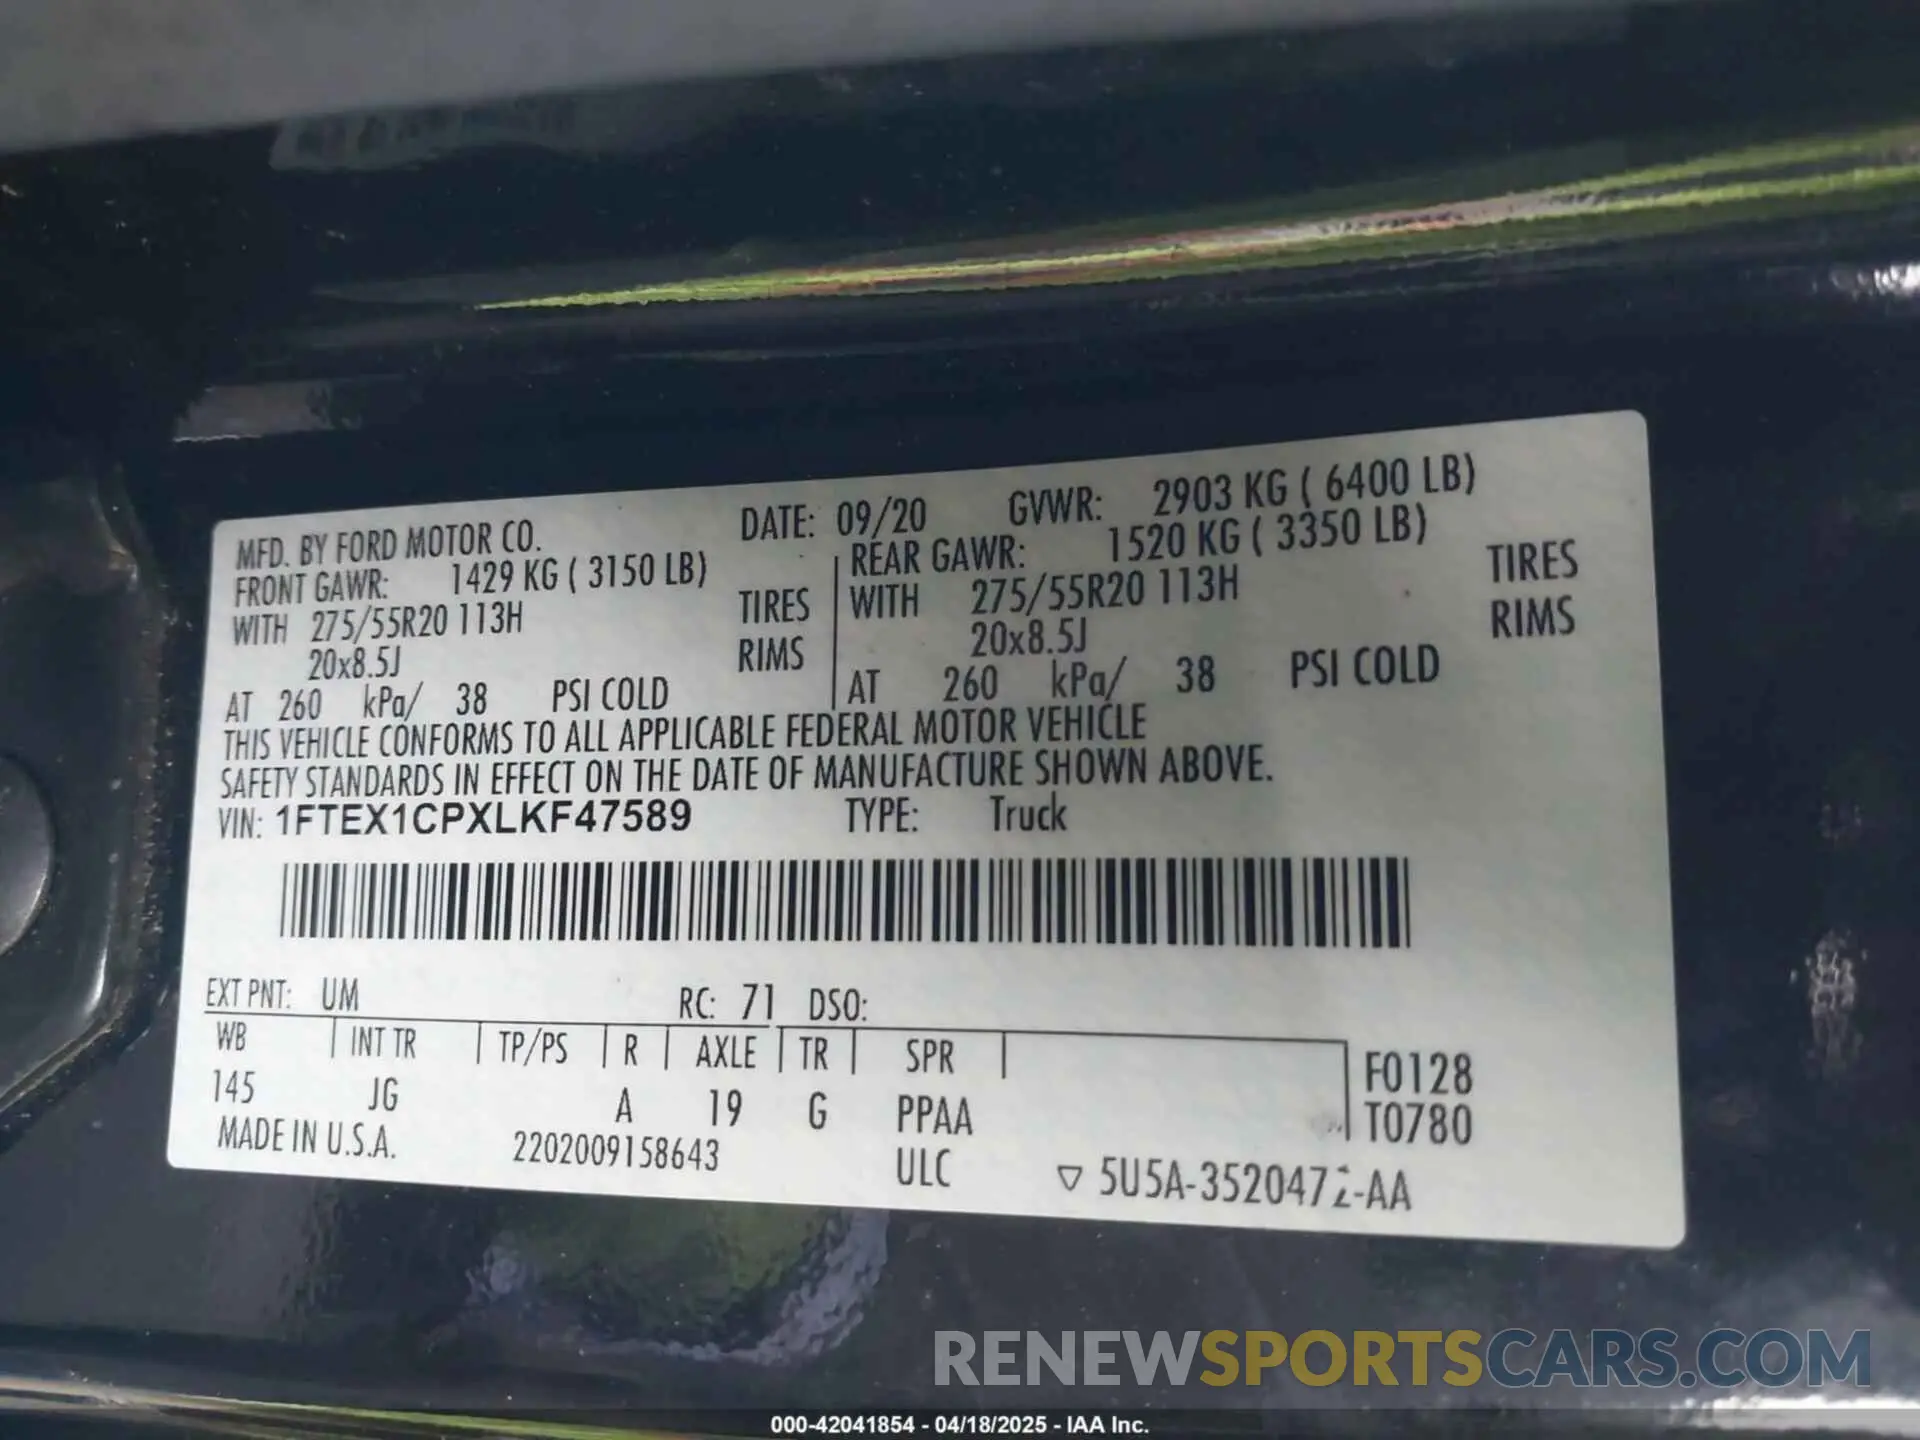 MFD. BY FORD MOTOR CO. DATE: 09/20 GVWR: 2903 KG ( 6400 LB)
FRONT GAWR: 1429 KG ( 3150 LB) REAR GAWR: 1520 KG ( 3350 LB)
WITH 275/55R20 113H TIRES WITH 275/55R20 113H TIRES
20x8.5J RIMS 20x8.5J RIMS
AT 260 kPa/ 38 PSI COLD AT 260 kPa/ 38 PSI COLD
THIS VEHICLE CONFORMS TO ALL APPLICABLE FEDERAL MOTOR VEHICLE
SAFETY STANDARDS IN EFFECT ON THE DATE OF MANUFACTURE SHOWN ABOVE.
VIN: 1FTEX1CPXLKF47589 TYPE: Truck
EXT PNT: UM RC: 71 DSO:
WB INT TR TP/PS R AXLE TR SPR F0128
145 JG A 19 G PPAA T0780
MADE IN U.S.A. 2202009158643 ULC ▽ 5U5A-3520472-AA
RENEWSPORTSCARS.COM
000-42041854 - 04/18/2025 - IAA Inc.